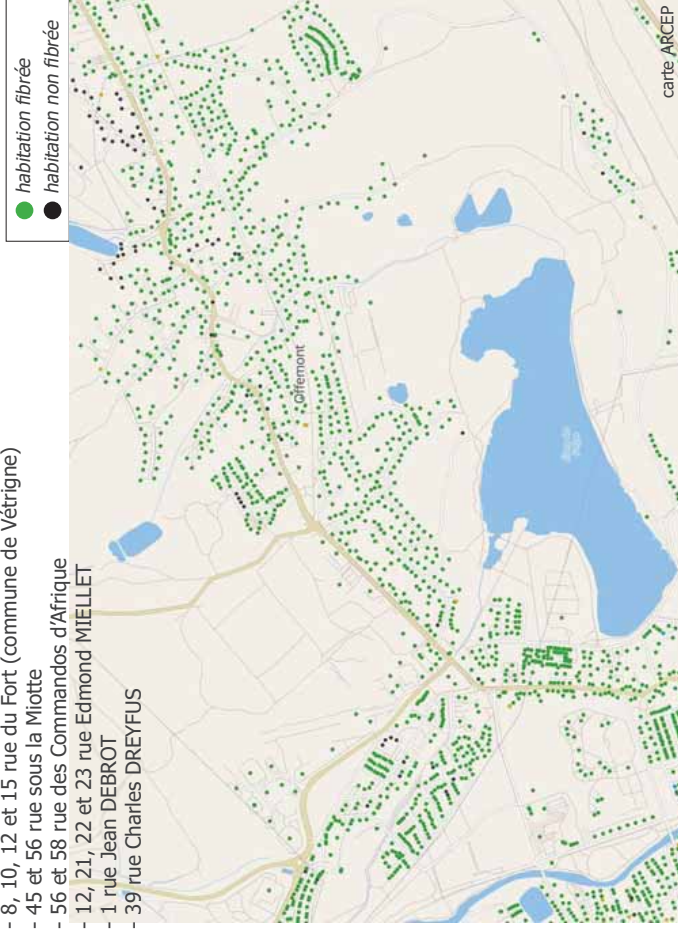 - 8, 10, 12 et 15 rue du Fort (commune de Vétrigne)
- 45 et 56 rue sous la Miotte
- 56 et 58 rue des Commandos d'Afrique
- 12, 21, 22 et 23 rue Edmond MIELLET
- 1 rue Jean DEBROT
- 39 rue Charles DREYFUS
habitation fibrée
habitation non fibrée
Offemont
carte ARCEP